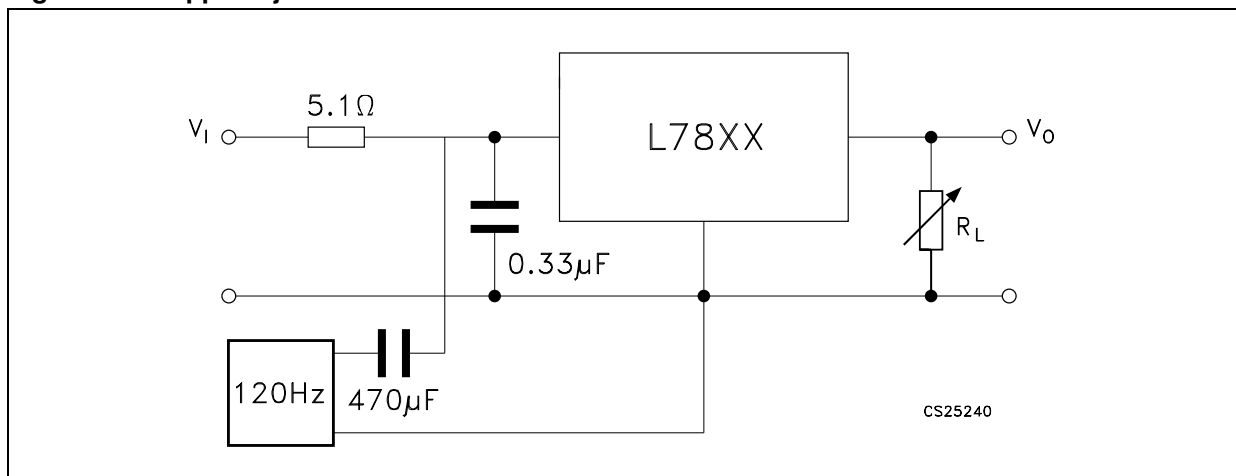 5.1Ω
V_I
L78XX
V_O
R_L
0.33μF
120Hz
470μF
CS25240